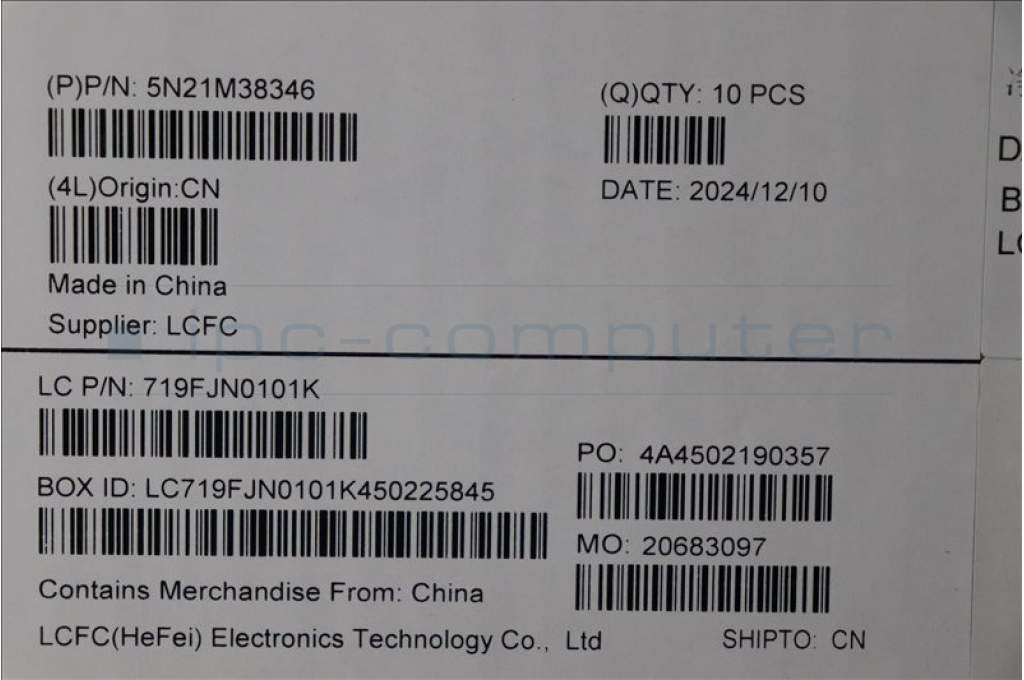 (P)P/N: 5N21M38346
(Q)QTY: 10 PCS
(4L)Origin:CN
DATE: 2024/12/10
Made in China
Supplier: LCFC
ipc-computer
LC P/N: 719FJN0101K
PO: 4A4502190357
BOX ID: LC719FJN0101K450225845
MO: 20683097
Contains Merchandise From: China
LCFC(HeFei) Electronics Technology Co., Ltd
SHIPTO: CN